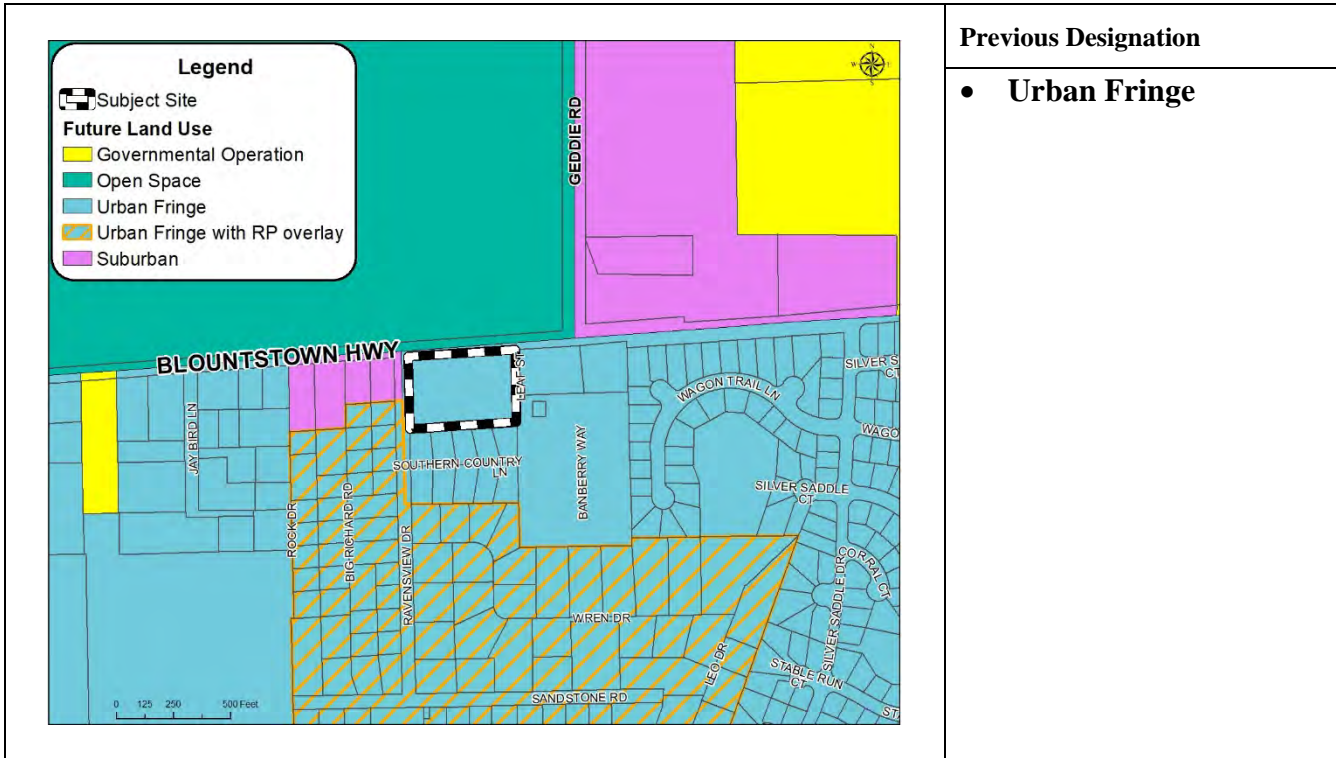 Legend
Subject Site
Future Land Use
Governmental Operation
Open Space
Urban Fringe
Urban Fringe with RP overlay
Suburban
N
W
E
S
GEDDIE RD
BLOUNTSTOWN HWY
LEAF ST
JAY BIRD LN
ROCK DR
BIG RICHARD RD
RAVENSVIEW DR
SOUTHERN COUNTRY
LN
BANBERRY WAY
WAGON TRAIL LN
SILVER S
CT
WAGO
SILVER SADDLE
CT
CORRAL CT
SILVER SADDLE DR
WREN DR
LEO DR
STABLE RUN
CT
SANDSTONE RD
STA
0 125 250 500 Feet
Previous Designation
• Urban Fringe